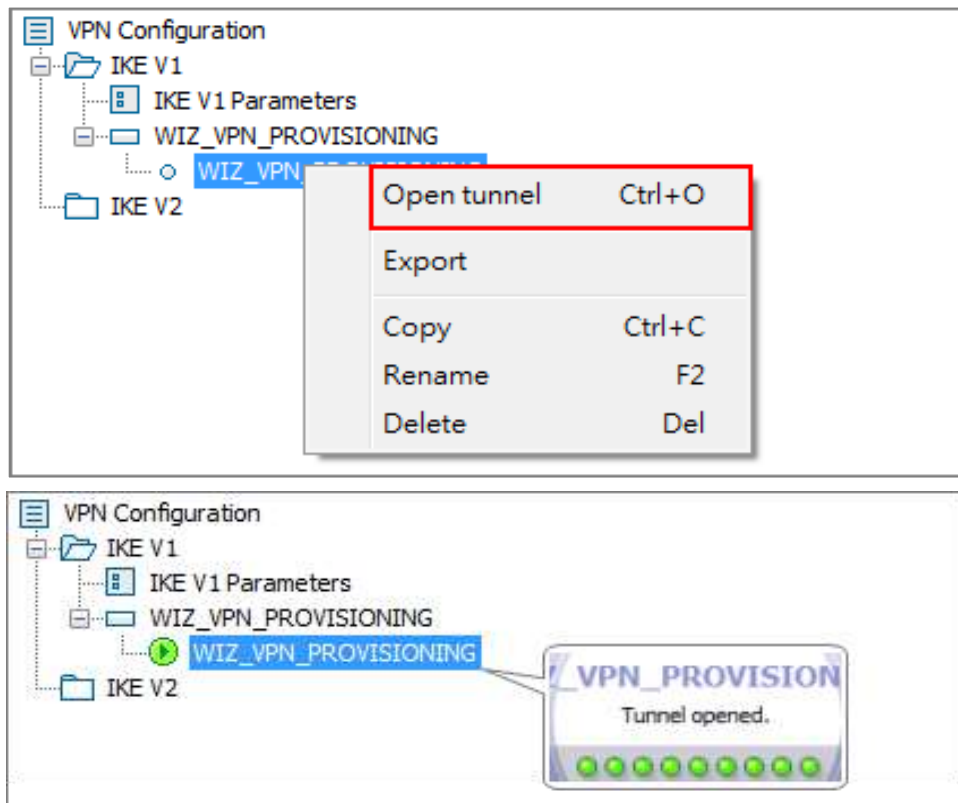 VPN Configuration
IKE V1
IKE V1 Parameters
WIZ_VPN_PROVISIONING
WIZ_VPN_PROVISIONING
IKE V2
Open tunnel Ctrl+O
Export
Copy Ctrl+C
Rename F2
Delete Del
VPN Configuration
IKE V1
IKE V1 Parameters
WIZ_VPN_PROVISIONING
WIZ_VPN_PROVISIONING
IKE V2
_VPN_PROVISION
Tunnel opened.